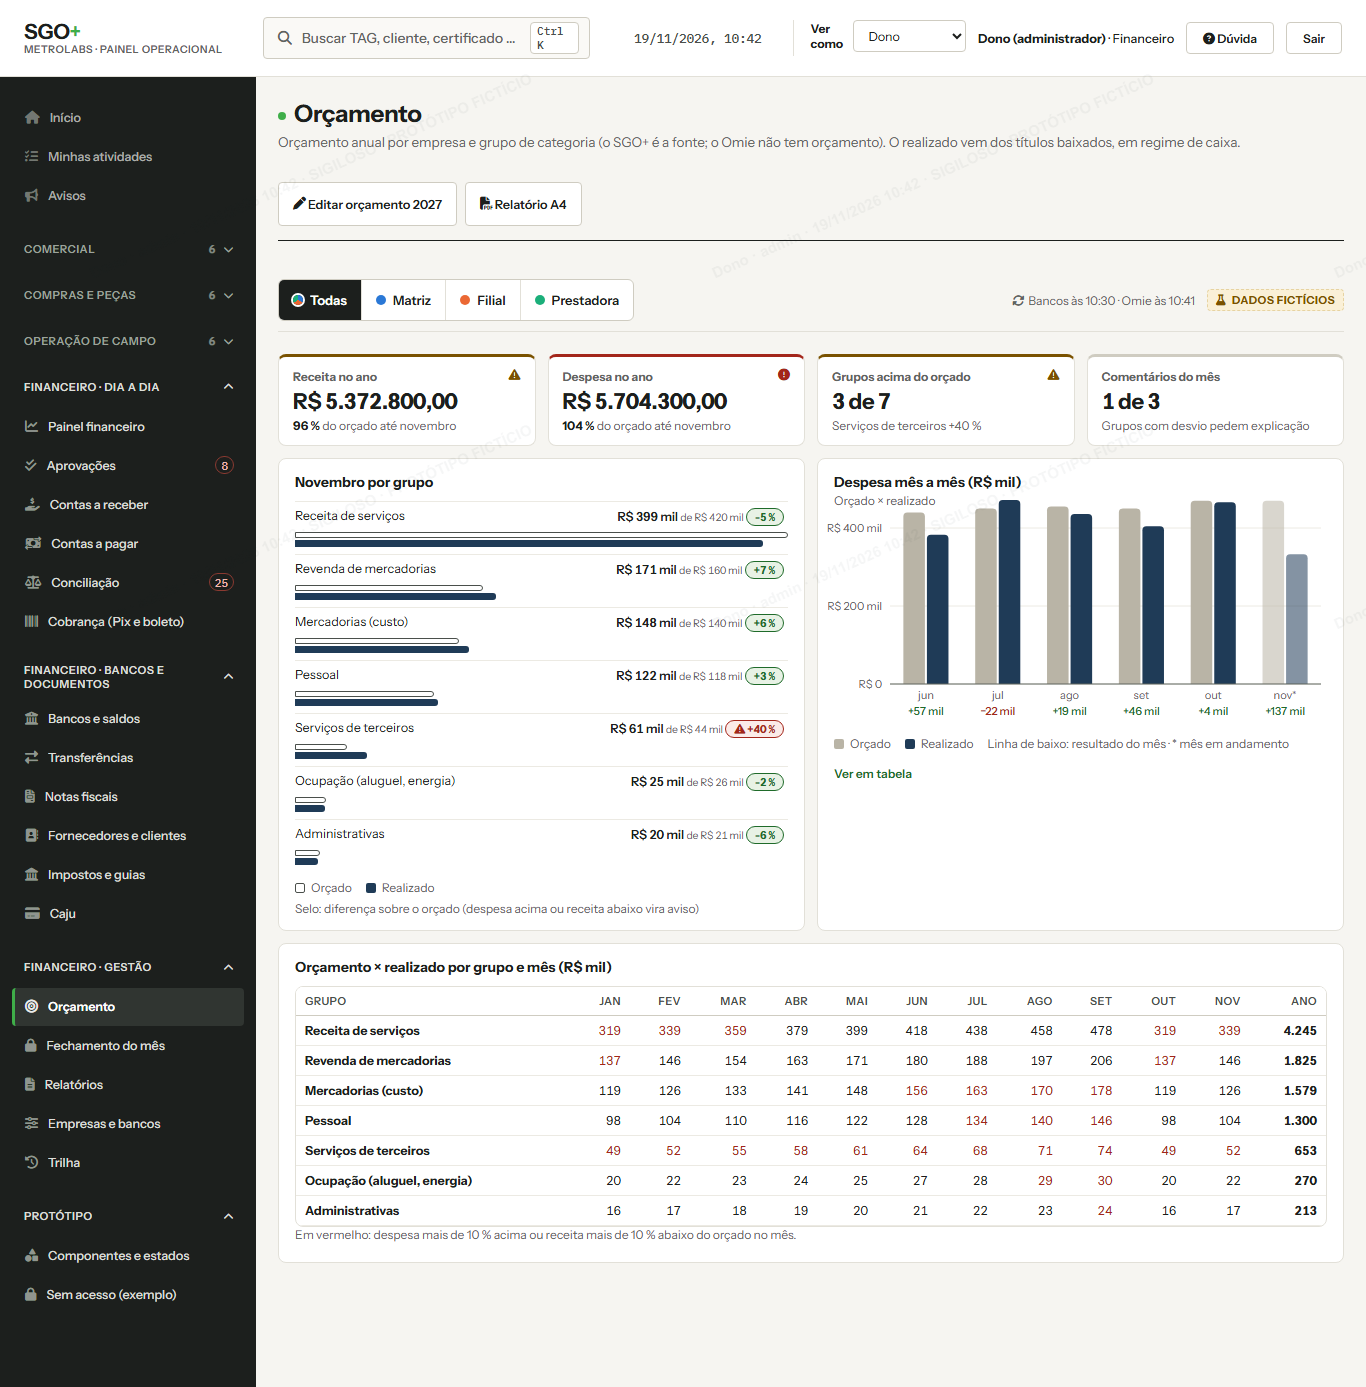 SGO+
METROLABS · PAINEL OPERACIONAL
Buscar TAG, cliente, certificado ...
Ctrl K
19/11/2026, 10:42
Ver como
Dono
Dono (administrador) · Financeiro
Dúvida
Sair
Início
Minhas atividades
Avisos
COMERCIAL 6
COMPRAS E PEÇAS 6
OPERAÇÃO DE CAMPO 6
FINANCEIRO · DIA A DIA
Painel financeiro
Aprovações 8
Contas a receber
Contas a pagar
Conciliação 25
Cobrança (Pix e boleto)
FINANCEIRO · BANCOS E
DOCUMENTOS
Bancos e saldos
Transferências
Notas fiscais
Fornecedores e clientes
Impostos e guias
Caju
FINANCEIRO · GESTÃO
Orçamento
Fechamento do mês
Relatórios
Empresas e bancos
Trilha
PROTÓTIPO
Componentes e estados
Sem acesso (exemplo)
Orçamento
Orçamento anual por empresa e grupo de categoria (o SGO+ é a fonte; o Omie não tem orçamento). O realizado vem dos títulos baixados, em regime de caixa.
Editar orçamento 2027
Relatório A4
Todas
Matriz
Filial
Prestadora
Bancos às 10:30 · Omie às 10:41
DADOS FICTÍCIOS
Receita no ano
R$ 5.372.800,00
96 % do orçado até novembro
Despesa no ano
R$ 5.704.300,00
104 % do orçado até novembro
Grupos acima do orçado
3 de 7
Serviços de terceiros +40 %
Comentários do mês
1 de 3
Grupos com desvio pedem explicação
Novembro por grupo
Receita de serviços R$ 399 mil de R$ 420 mil -5 %
Revenda de mercadorias R$ 171 mil de R$ 160 mil +7 %
Mercadorias (custo) R$ 148 mil de R$ 140 mil +6 %
Pessoal R$ 122 mil de R$ 118 mil +3 %
Serviços de terceiros R$ 61 mil de R$ 44 mil +40 %
Ocupação (aluguel, energia) R$ 25 mil de R$ 26 mil -2 %
Administrativas R$ 20 mil de R$ 21 mil -6 %
Orçado Realizado
Selo: diferença sobre o orçado (despesa acima ou receita abaixo vira aviso)
Despesa mês a mês (R$ mil)
Orçado × realizado
R$ 400 mil
R$ 200 mil
R$ 0
jun jul ago set out nov*
+57 mil -22 mil +19 mil +46 mil +4 mil +137 mil
Orçado Realizado Linha de baixo: resultado do mês · * mês em andamento
Ver em tabela
Orçamento × realizado por grupo e mês (R$ mil)
GRUPO JAN FEV MAR ABR MAI JUN JUL AGO SET OUT NOV ANO
Receita de serviços 319 339 359 379 399 418 438 458 478 319 339 4.245
Revenda de mercadorias 137 146 154 163 171 180 188 197 206 137 146 1.825
Mercadorias (custo) 119 126 133 141 148 156 163 170 178 119 126 1.579
Pessoal 98 104 110 116 122 128 134 140 146 98 104 1.300
Serviços de terceiros 49 52 55 58 61 64 68 71 74 49 52 653
Ocupação (aluguel, energia) 20 22 23 24 25 27 28 29 30 20 22 270
Administrativas 16 17 18 19 20 21 22 23 24 16 17 213
Em vermelho: despesa mais de 10 % acima ou receita mais de 10 % abaixo do orçado no mês.
Dono · admin · 19/11/2026 10:42 · SIGILOSO · PROTÓTIPO FICTÍCIO